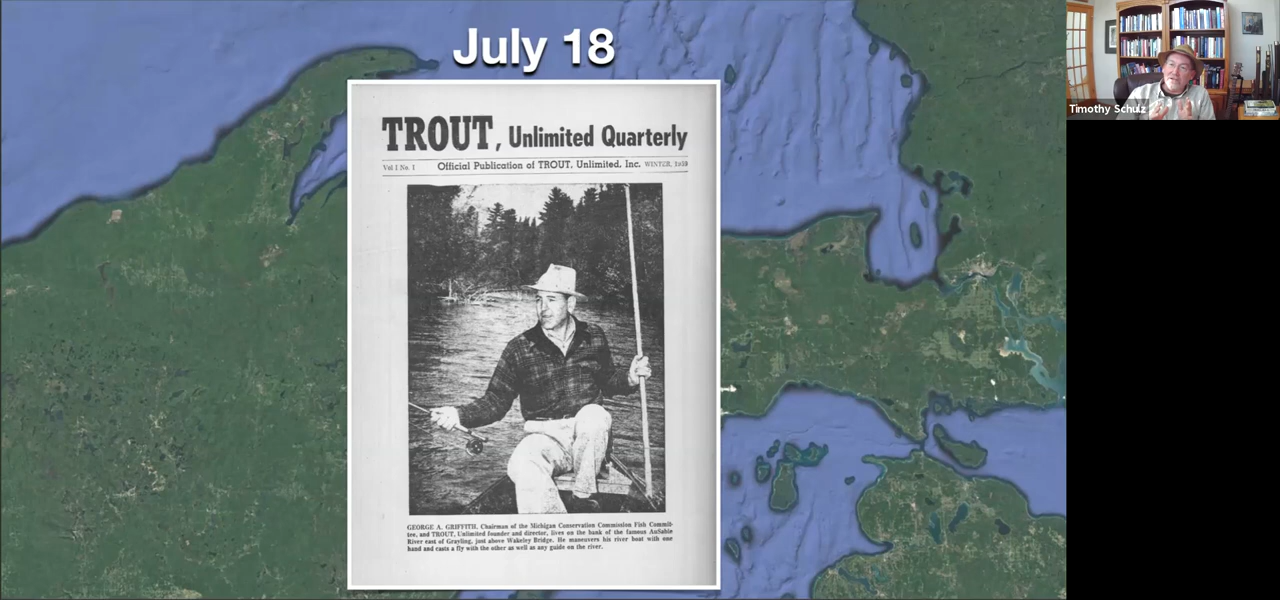 July 18
Timothy Schulz
TROUT, Unlimited Quarterly
Vol I No. 1 Official Publication of TROUT, Unlimited, Inc. WINTER, 1959
GEORGE A. GRIFFITH, Chairman of the Michigan Conservation Commission Fish Commit-
tee, and TROUT, Unlimited founder and director, lives on the bank of the famous AuSable
River east of Grayling, just above Wakeley Bridge. He maneuvers his river boat with one
hand and casts a fly with the other as well as any guide on the river.